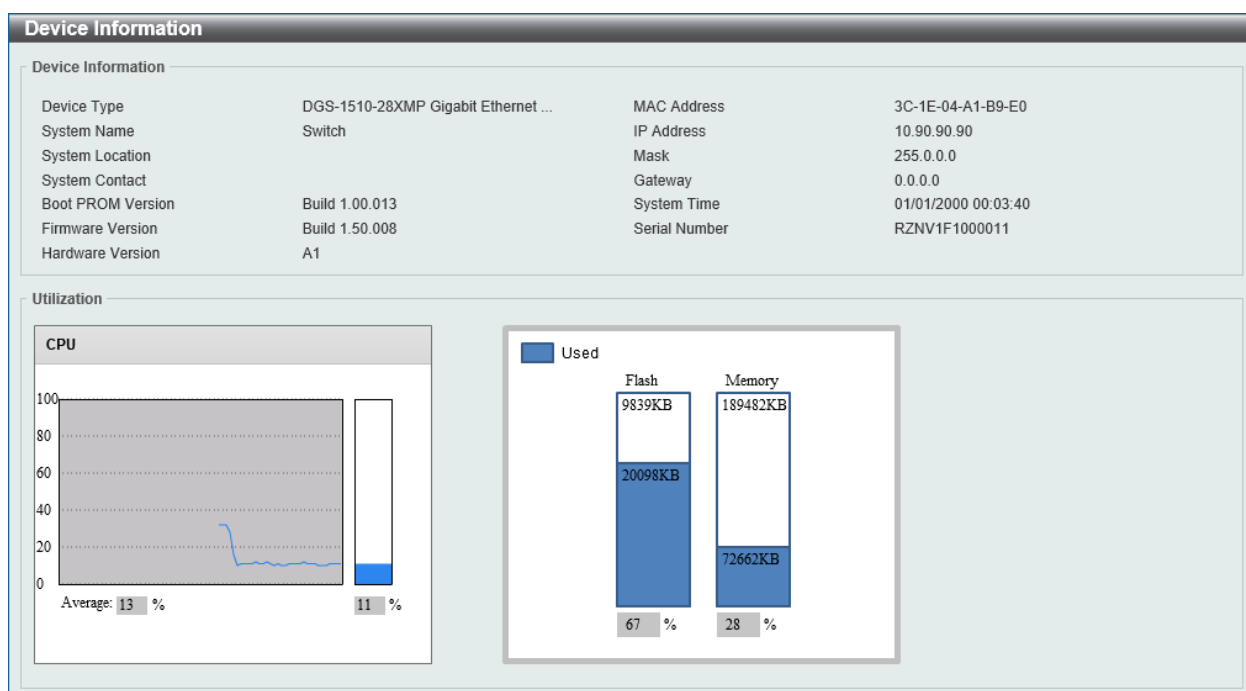 Device Information
Device Information
Device Type DGS-1510-28XMP Gigabit Ethernet ... MAC Address 3C-1E-04-A1-B9-E0
System Name Switch IP Address 10.90.90.90
System Location Mask 255.0.0.0
System Contact Gateway 0.0.0.0
Boot PROM Version Build 1.00.013 System Time 01/01/2000 00:03:40
Firmware Version Build 1.50.008 Serial Number RZNV1F1000011
Hardware Version A1
Utilization
CPU
100
80
60
40
20
0
Average: 13 % 11 %
Used
Flash Memory
9839KB 189482KB
20098KB
72662KB
67 % 28 %